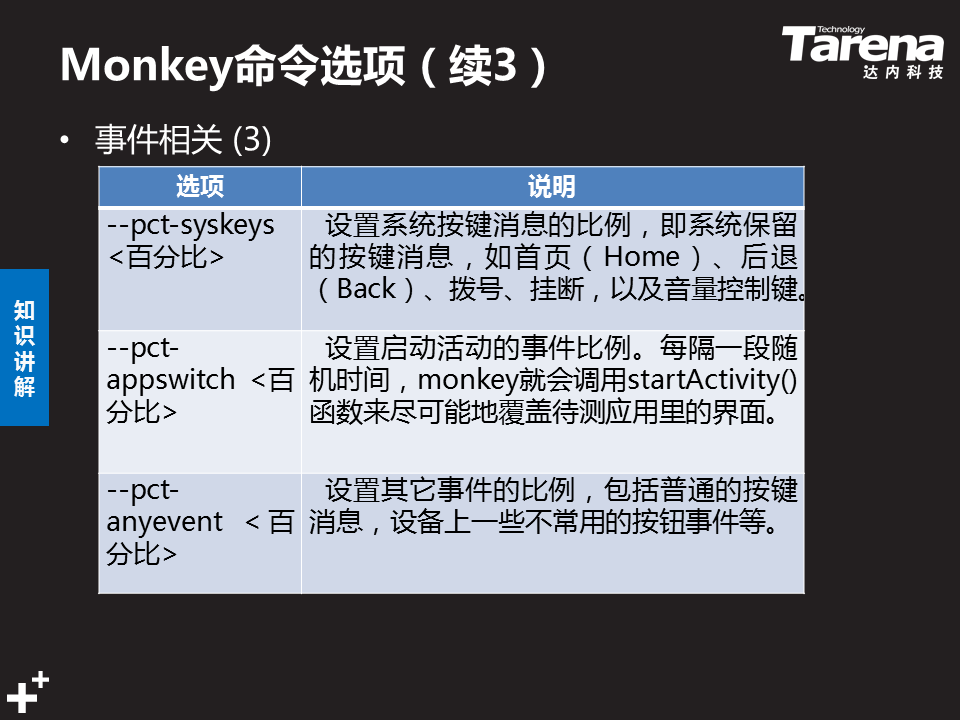 Monkey命令选项（续3）
Technology
Tarena
达内科技
• 事件相关 (3)
选项
说明
--pct-syskeys
<百分比>
设置系统按键消息的比例，即系统保留
的按键消息，如首页（Home）、后退
（Back）、拨号、挂断，以及音量控制键。
--pct-
appswitch <百
分比>
设置启动活动的事件比例。每隔一段随
机时间，monkey就会调用startActivity()
函数来尽可能地覆盖待测应用里的界面。
--pct-
anyevent <百
分比>
设置其它事件的比例，包括普通的按键
消息，设备上一些不常用的按钮事件等。
知
识
讲
解